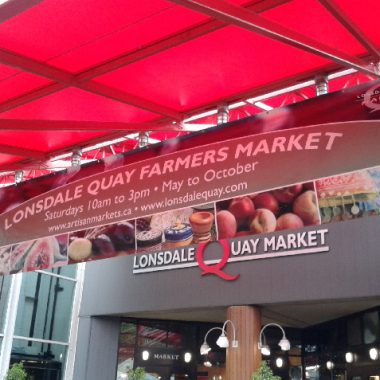 LONSDALE QUAY FARMERS MARKET
Saturdays 10am to 3pm • May to October
www.artisanmarkets.ca • www.lonsdalequay.com
LONSDALE QUAY MARKET
MARKET